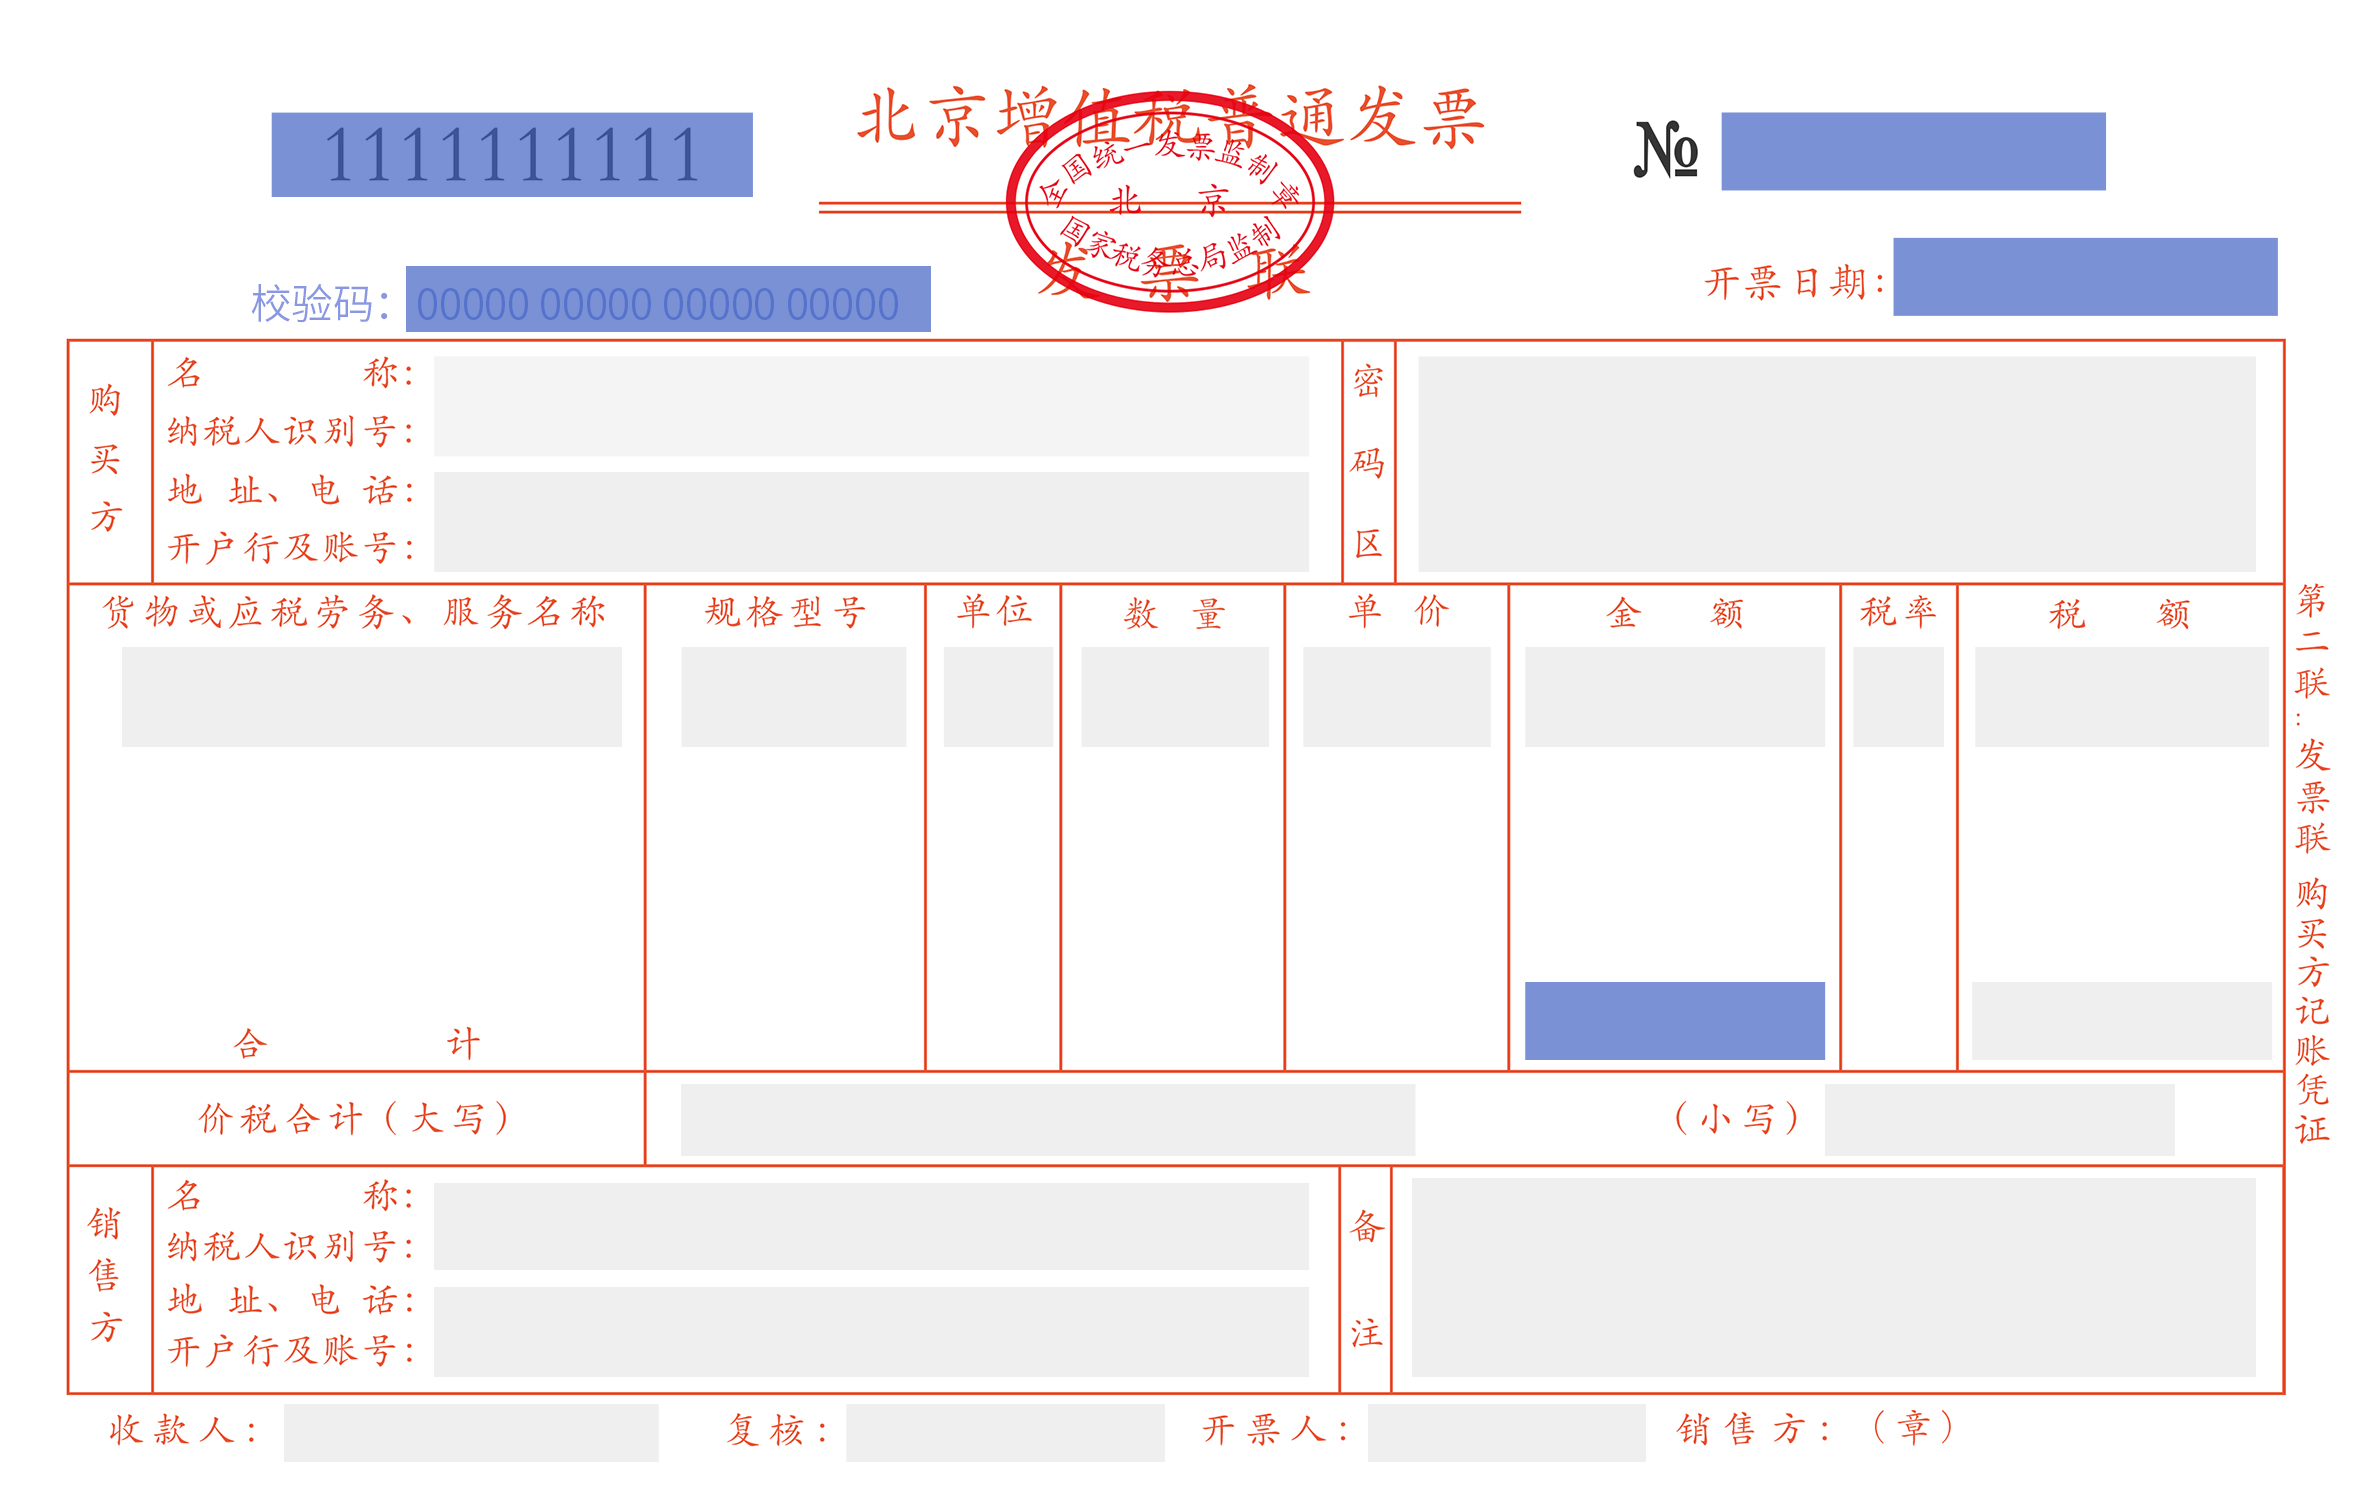 北京增值税普通发票
1111111111
№
全国统一发票监制章
北 京
国家税务总局监制
发 票 联
开票日期：
校验码： 00000 00000 00000 00000
购买方
名 称：
纳税人识别号：
地 址、电 话：
开户行及账号：
密码区
货物或应税劳务、服务名称 规格型号 单位 数 量 单 价 金 额 税率 税 额
合 计
价税合计（大写） （小写）
销售方
名 称：
纳税人识别号：
地 址、电 话：
开户行及账号：
备注
收款人： 复核： 开票人： 销售方：（章）
第二联：发票联 购买方记账凭证